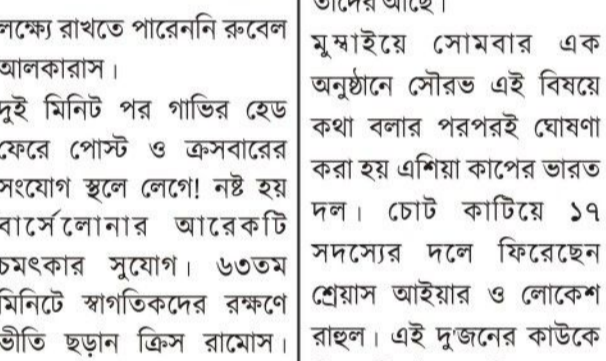 লক্ষ্যে রাখতে পারেননি রুবেল
আলকারাস।
দুই মিনিট পর গাভির হেড
ফেরে পোস্ট ও ক্রসবারের
সংযোগ স্থলে লেগে! নষ্ট হয়
বার্সেলোনার আরেকটি
চমৎকার সুযোগ। ৬৩তম
মিনিটে স্বাগতিকদের রক্ষণে
ভীতি ছড়ান ক্রিস রামোস।
তাদের আছে।
মুম্বাইয়ে সোমবার এক
অনুষ্ঠানে সৌরভ এই বিষয়ে
কথা বলার পরপরই ঘোষণা
করা হয় এশিয়া কাপের ভারত
দল। চোট কাটিয়ে ১৭
সদস্যের দলে ফিরেছেন
শ্রেয়াস আইয়ার ও লোকেশ
রাহুল। এই দু'জনের কাউকে